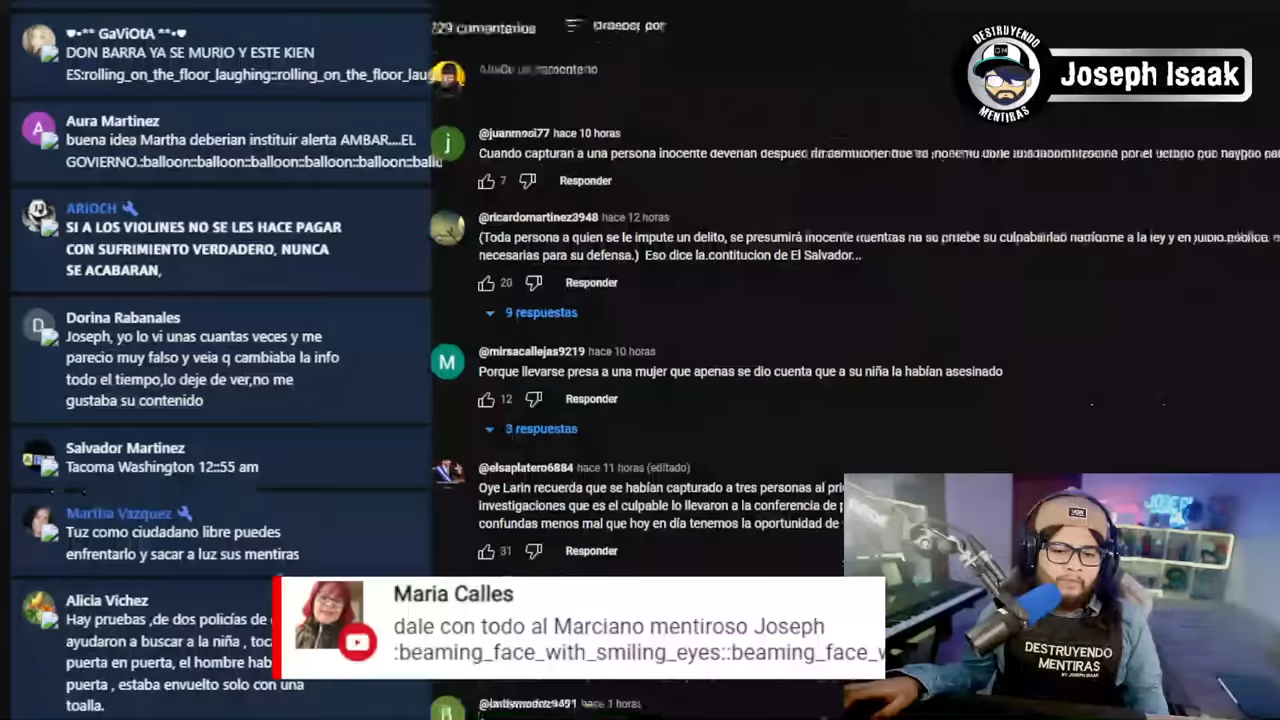 ♥•** GaViOtA **•♥
DON BARRA YA SE MURIO Y ESTE KIEN
ES:rolling_on_the_floor_laughing::rolling_on_the_floor_laug
Aura Martinez
buena idea Martha deberian instituir alerta AMBAR....EL
GOVIERNO.:balloon::balloon::balloon::balloon::balloon::ballo
ARIOCH
SI A LOS VIOLINES NO SE LES HACE PAGAR
CON SUFRIMIENTO VERDADERO, NUNCA
SE ACABARAN,
Dorina Rabanales
Joseph, yo lo vi unas cuantas veces y me
parecio muy falso y veia q cambiaba la info
todo el tiempo,lo deje de ver,no me
gustaba su contenido
Salvador Martinez
Tacoma Washington 12::55 am
Martha Vazquez
Tuz como ciudadano libre puedes
enfrentarlo y sacar a luz sus mentiras
Alicia Vichez
Hay pruebas ,de dos policías de
ayudaron a buscar a la niña ,
puerta en puerta, el hombre
puerta , estaba envuelto solo con una
toalla.
comentarios
Ordenar por
@juanmosi77 hace 10 horas
Cuando capturan a una persona inocente deverian despuer
7
Responder
@ricardomartinez3948 hace 12 horas
(Toda persona a quien se le impute un delito, se presumirá inocente
necesarias para su defensa.) Eso dice la.contitucion de El Salvador...
20
Responder
9 respuestas
M
@mirsacallejas9219 hace 10 horas
Porque llevarse presa a una mujer que apenas se dio cuenta que a su niña la habían asesinado
12
Responder
3 respuestas
@elsaplatero6884 hace 11 horas (editado)
Oye Larin recuerda que se habían capturado a tres personas al
investigaciones que es el culpable lo llevaron a la conferencia de
confundas menos mal que hoy en día tenemos la oportunidad de
31
Responder
Maria Calles
dale con todo al Marciano mentiroso Joseph
:beaming_face_with_smiling_eyes::beaming_face_w
hace 1 horas
DESTRUYENDO
DM
MENTIRAS
Joseph Isaak
JOSEPH
DESTRUYENDO
MENTIRAS
BY JOSEPH ISAAK